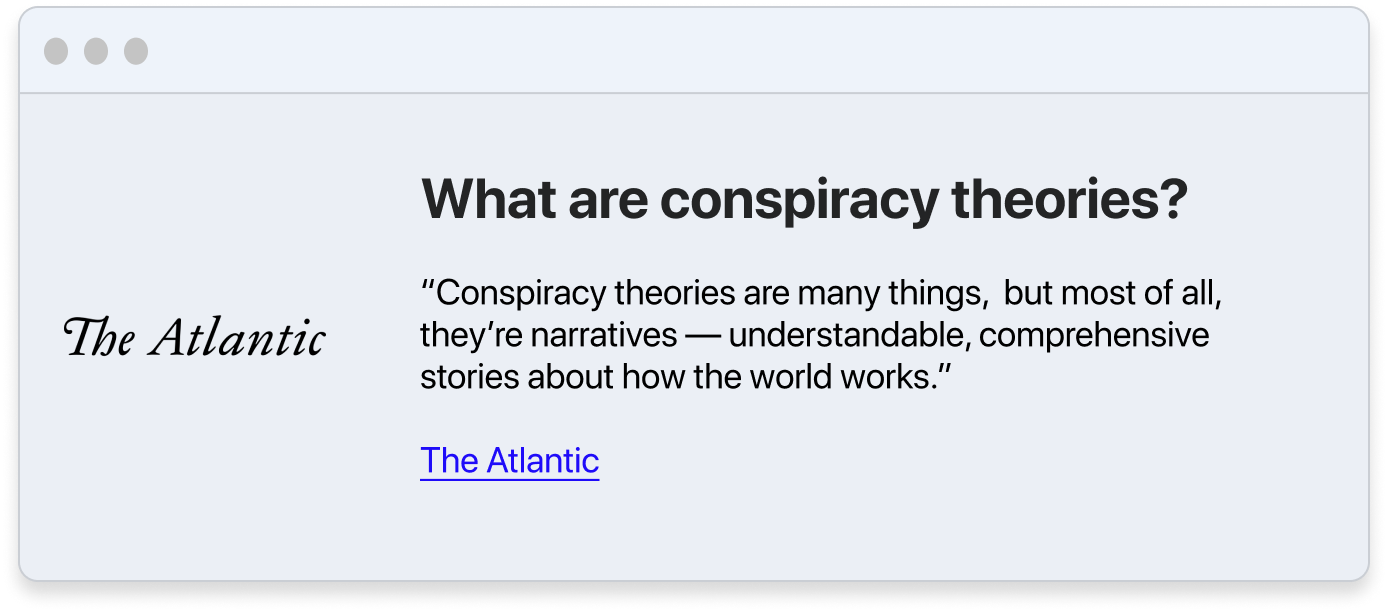 What are conspiracy theories?
The Atlantic
“Conspiracy theories are many things,  but most of all,
they’re narratives — understandable, comprehensive
stories about how the world works.”
The Atlantic